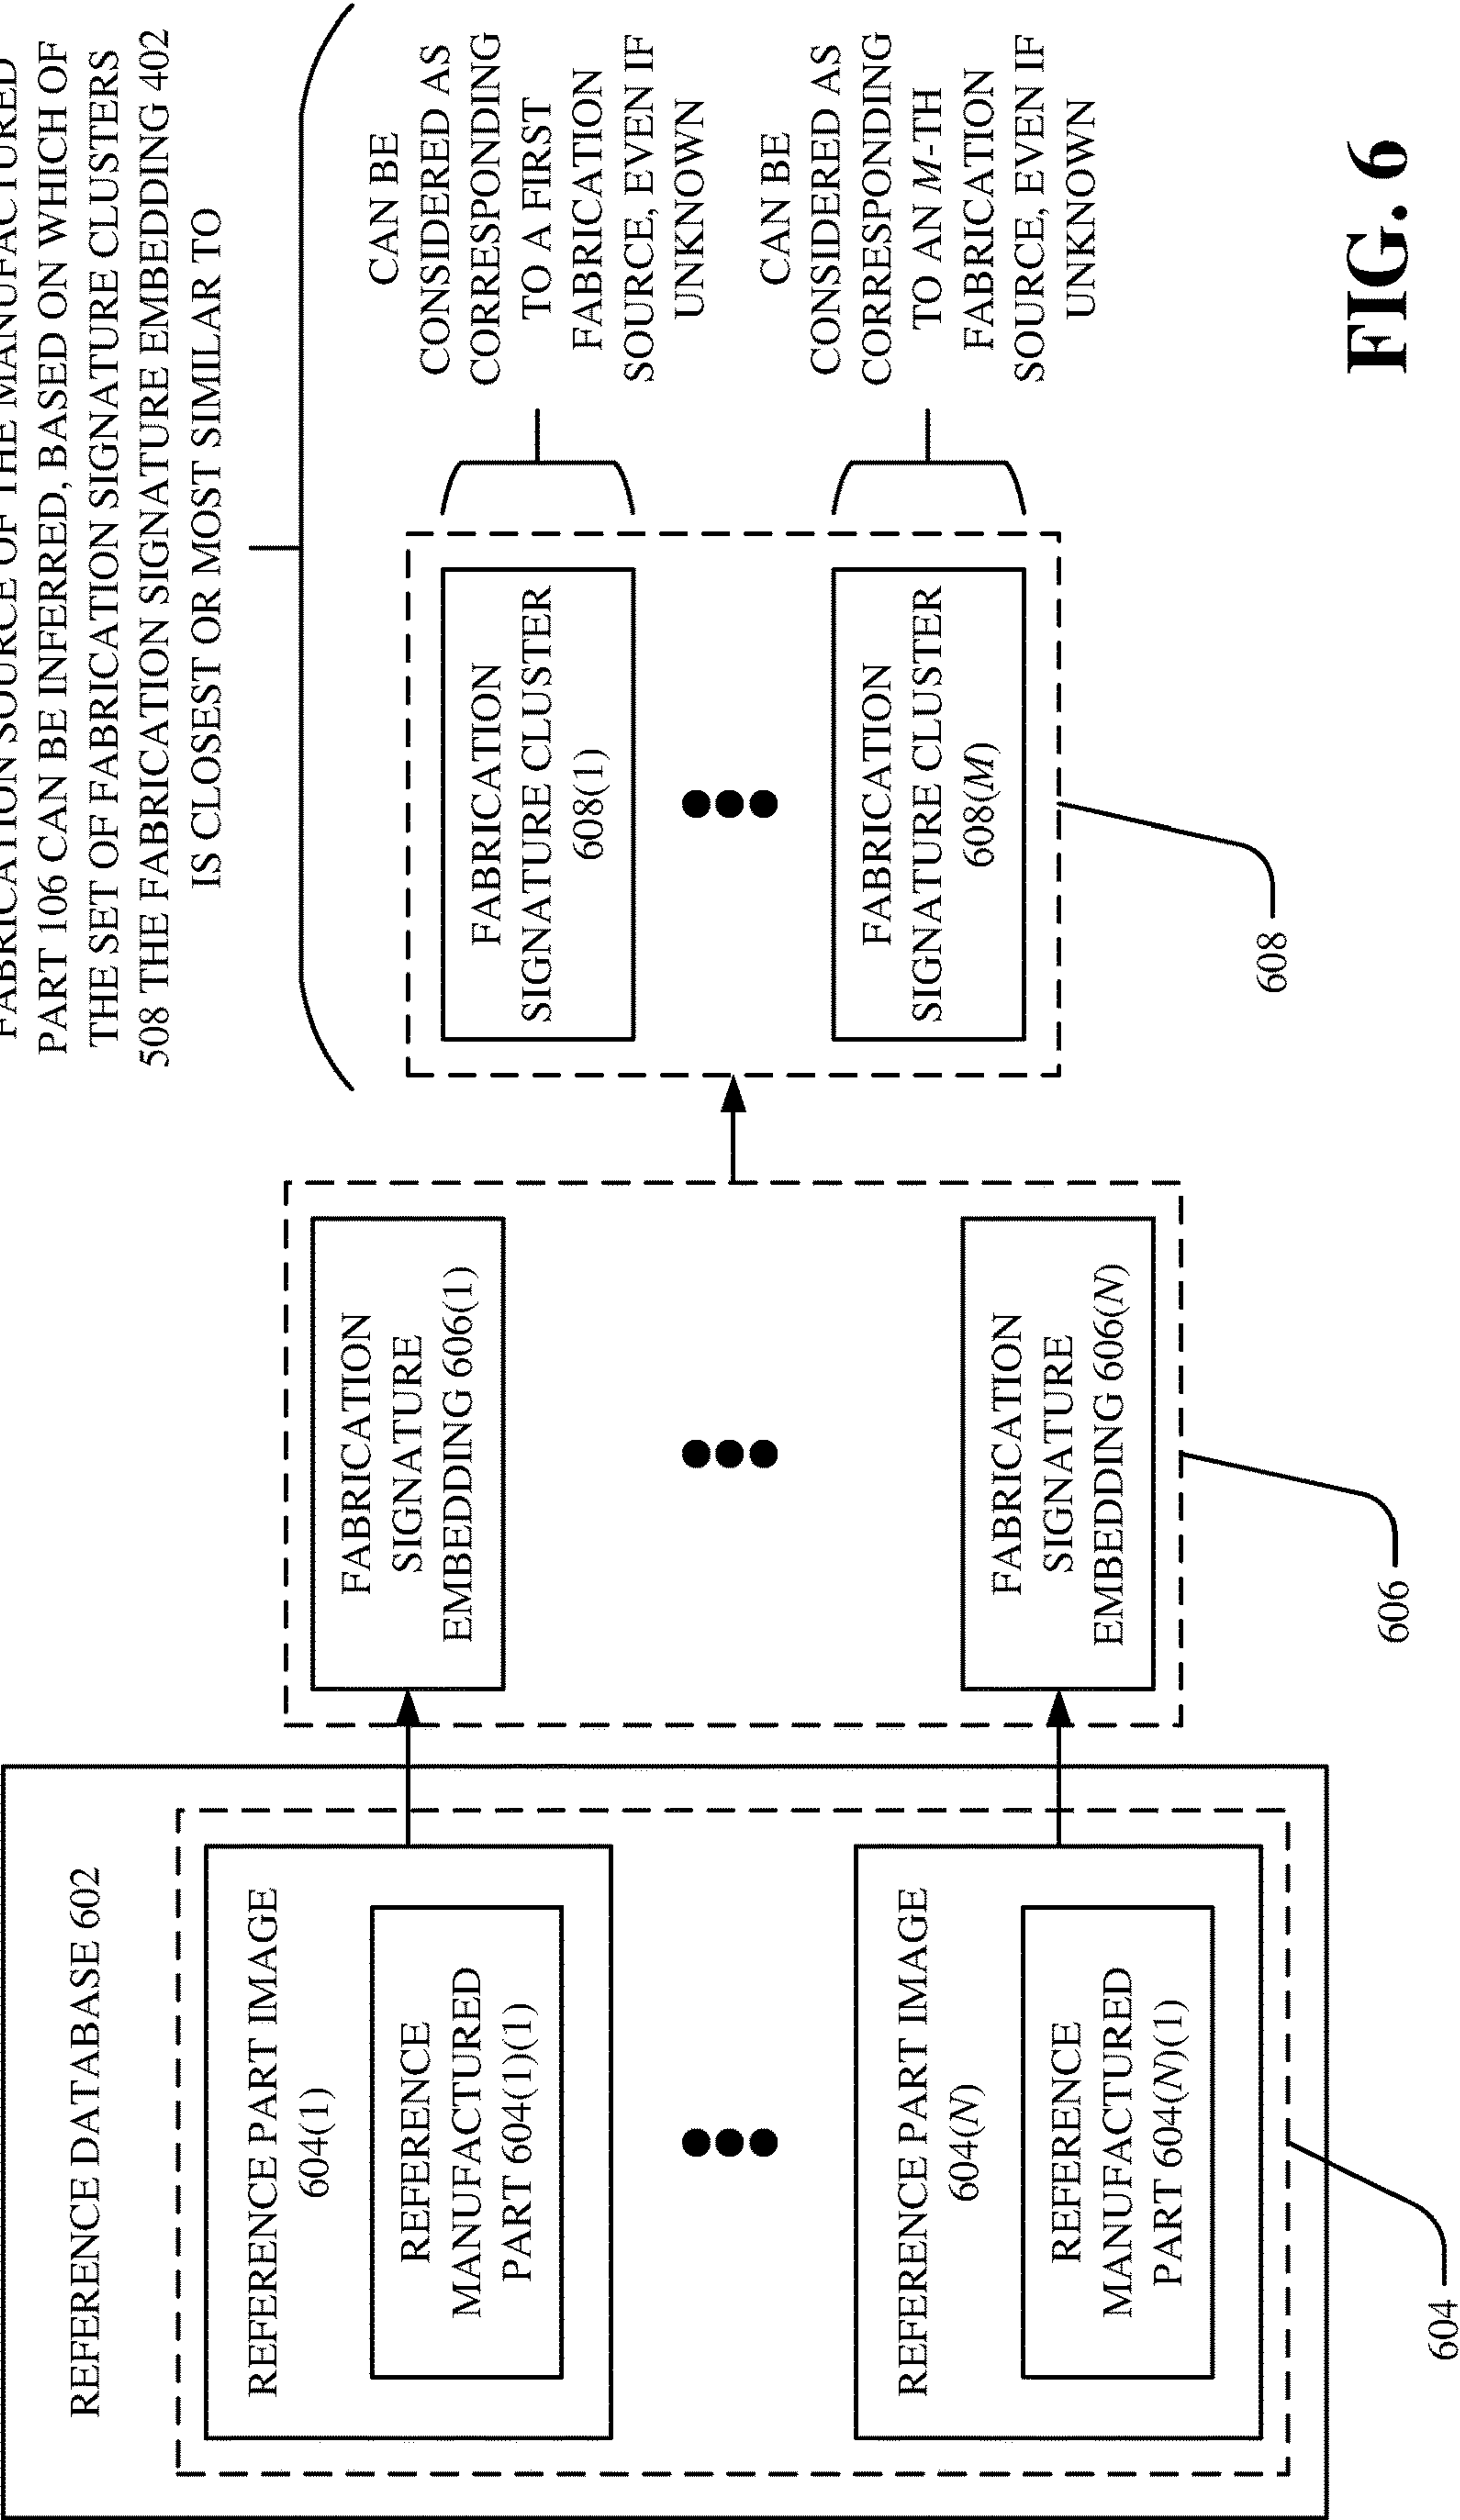 FABRICATION SOURCE OF THE MANUFACTURED
PART 106 CAN BE INFERRED, BASED ON WHICH OF
THE SET OF FABRICATION SIGNATURE CLUSTERS
508 THE FABRICATION SIGNATURE EMBEDDING 402
IS CLOSEST OR MOST SIMILAR TO
REFERENCE DATABASE 602
REFERENCE PART IMAGE
604(1)
REFERENCE
MANUFACTURED
PART 604(1)(1)
REFERENCE PART IMAGE
604(N)
REFERENCE
MANUFACTURED
PART 604(N)(1)
604
FABRICATION
SIGNATURE
EMBEDDING 606(1)
FABRICATION
SIGNATURE
EMBEDDING 606(N)
606
FABRICATION
SIGNATURE CLUSTER
608(1)
FABRICATION
SIGNATURE CLUSTER
608(M)
608
CAN BE
CONSIDERED AS
CORRESPONDING
TO A FIRST
FABRICATION
SOURCE, EVEN IF
UNKNOWN
CAN BE
CONSIDERED AS
CORRESPONDING
TO AN M-TH
FABRICATION
SOURCE, EVEN IF
UNKNOWN
FIG. 6